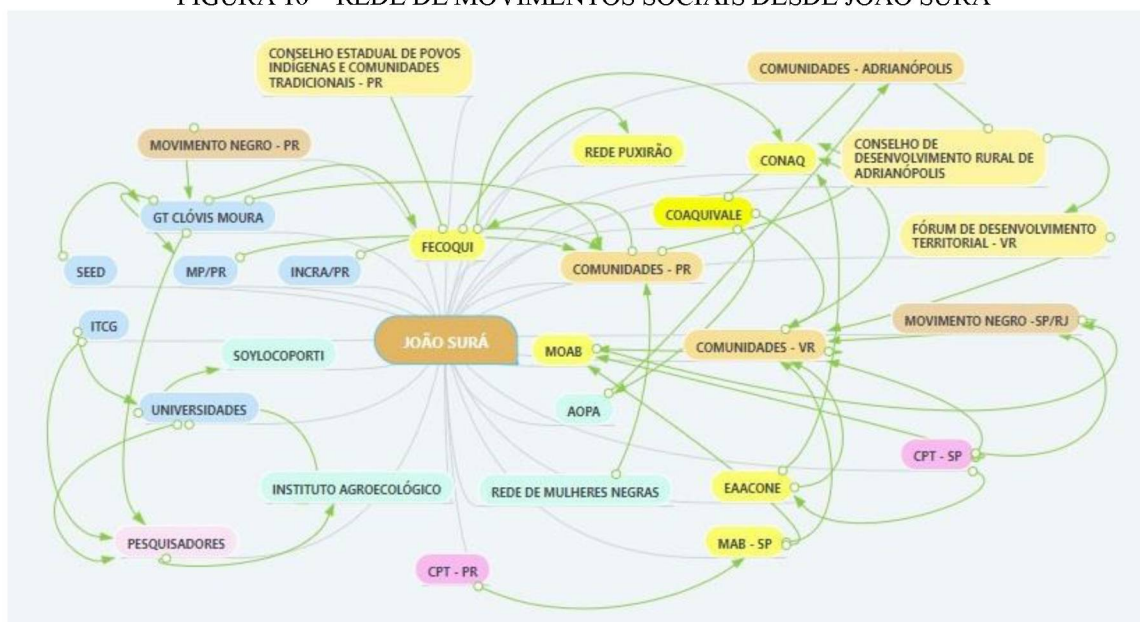 FIGURA 10 – REDE DE MOVIMENTOS SOCIAIS DESDE JOÃO SURÁ
CONSELHO ESTADUAL DE POVOS
INDÍGENAS E COMUNIDADES
TRADICIONAIS - PR
COMUNIDADES - ADRIANÓPOLIS
MOVIMENTO NEGRO - PR
REDE PUXIRÃO
CONAQ
CONSELHO DE
DESENVOLVIMENTO RURAL DE
ADRIANÓPOLIS
GT CLÓVIS MOURA
COAQUIVALE
FECOQUI
FÓRUM DE DESENVOLVIMENTO
TERRITORIAL - VR
SEED
MP/PR
INCRA/PR
COMUNIDADES - PR
ITCG
MOVIMENTO NEGRO -SP/RJ
JOÃO SURÁ
SOYLOCOPORTI
MOAB
COMUNIDADES - VR
UNIVERSIDADES
AOPA
CPT - SP
INSTITUTO AGROECOLÓGICO
REDE DE MULHERES NEGRAS
EAACONE
PESQUISADORES
MAB - SP
CPT - PR